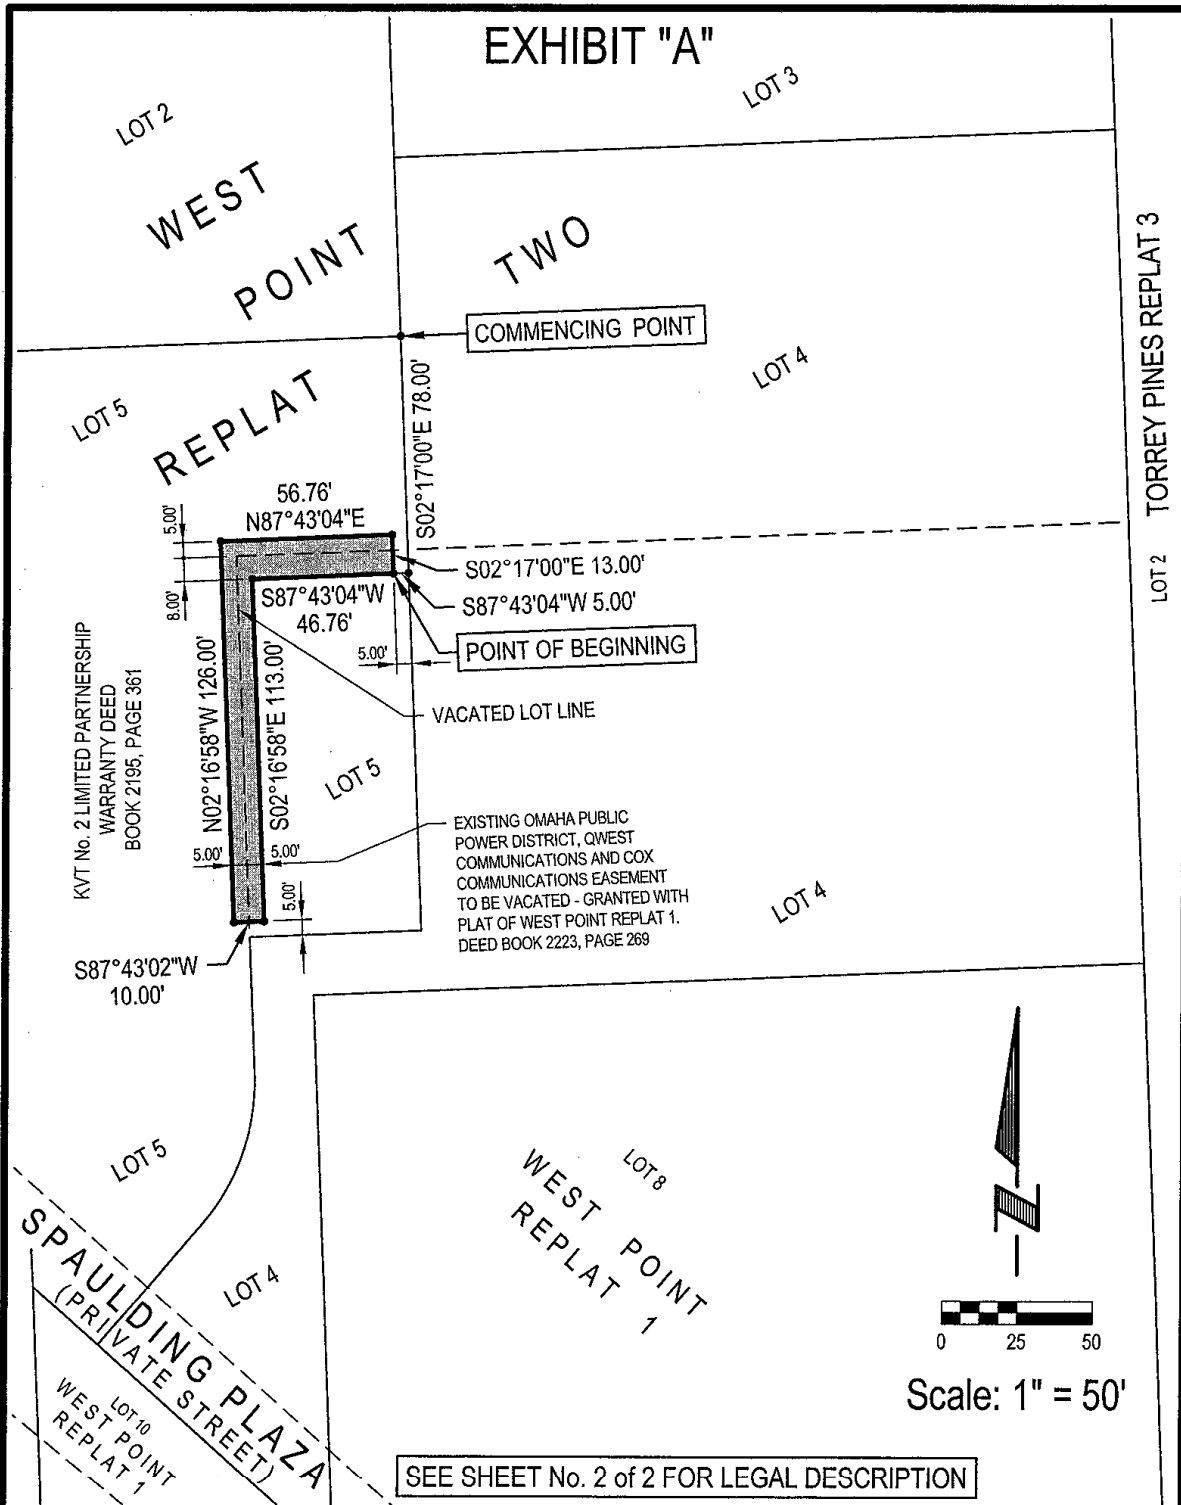 EXHIBIT "A"
LOT 2
LOT 3
WEST
POINT
TWO
REPLAT
COMMENCING POINT
LOT 4
LOT 5
S02°17'00"E 78.00'
TORREY PINES REPLAT 3
LOT 2
56.76'
N87°43'04"E
5.00'
8.00'
S02°17'00"E 13.00'
S87°43'04"W 5.00'
S87°43'04"W
46.76'
5.00'
POINT OF BEGINNING
VACATED LOT LINE
KVT No. 2 LIMITED PARTNERSHIP
WARRANTY DEED
BOOK 2195, PAGE 361
N02°16'58"W 126.00'
S02°16'58"E 113.00'
LOT 5
EXISTING OMAHA PUBLIC
POWER DISTRICT, QWEST
COMMUNICATIONS AND COX
COMMUNICATIONS EASEMENT
TO BE VACATED - GRANTED WITH
PLAT OF WEST POINT REPLAT 1.
DEED BOOK 2223, PAGE 269
5.00'
5.00'
5.00'
LOT 4
S87°43'02"W
10.00'
LOT 5
LOT 8
WEST POINT
REPLAT 1
SPAULDING PLAZA
(PRIVATE STREET)
LOT 4
LOT 10
WEST POINT
REPLAT 1
N
0 25 50
Scale: 1" = 50'
SEE SHEET No. 2 of 2 FOR LEGAL DESCRIPTION